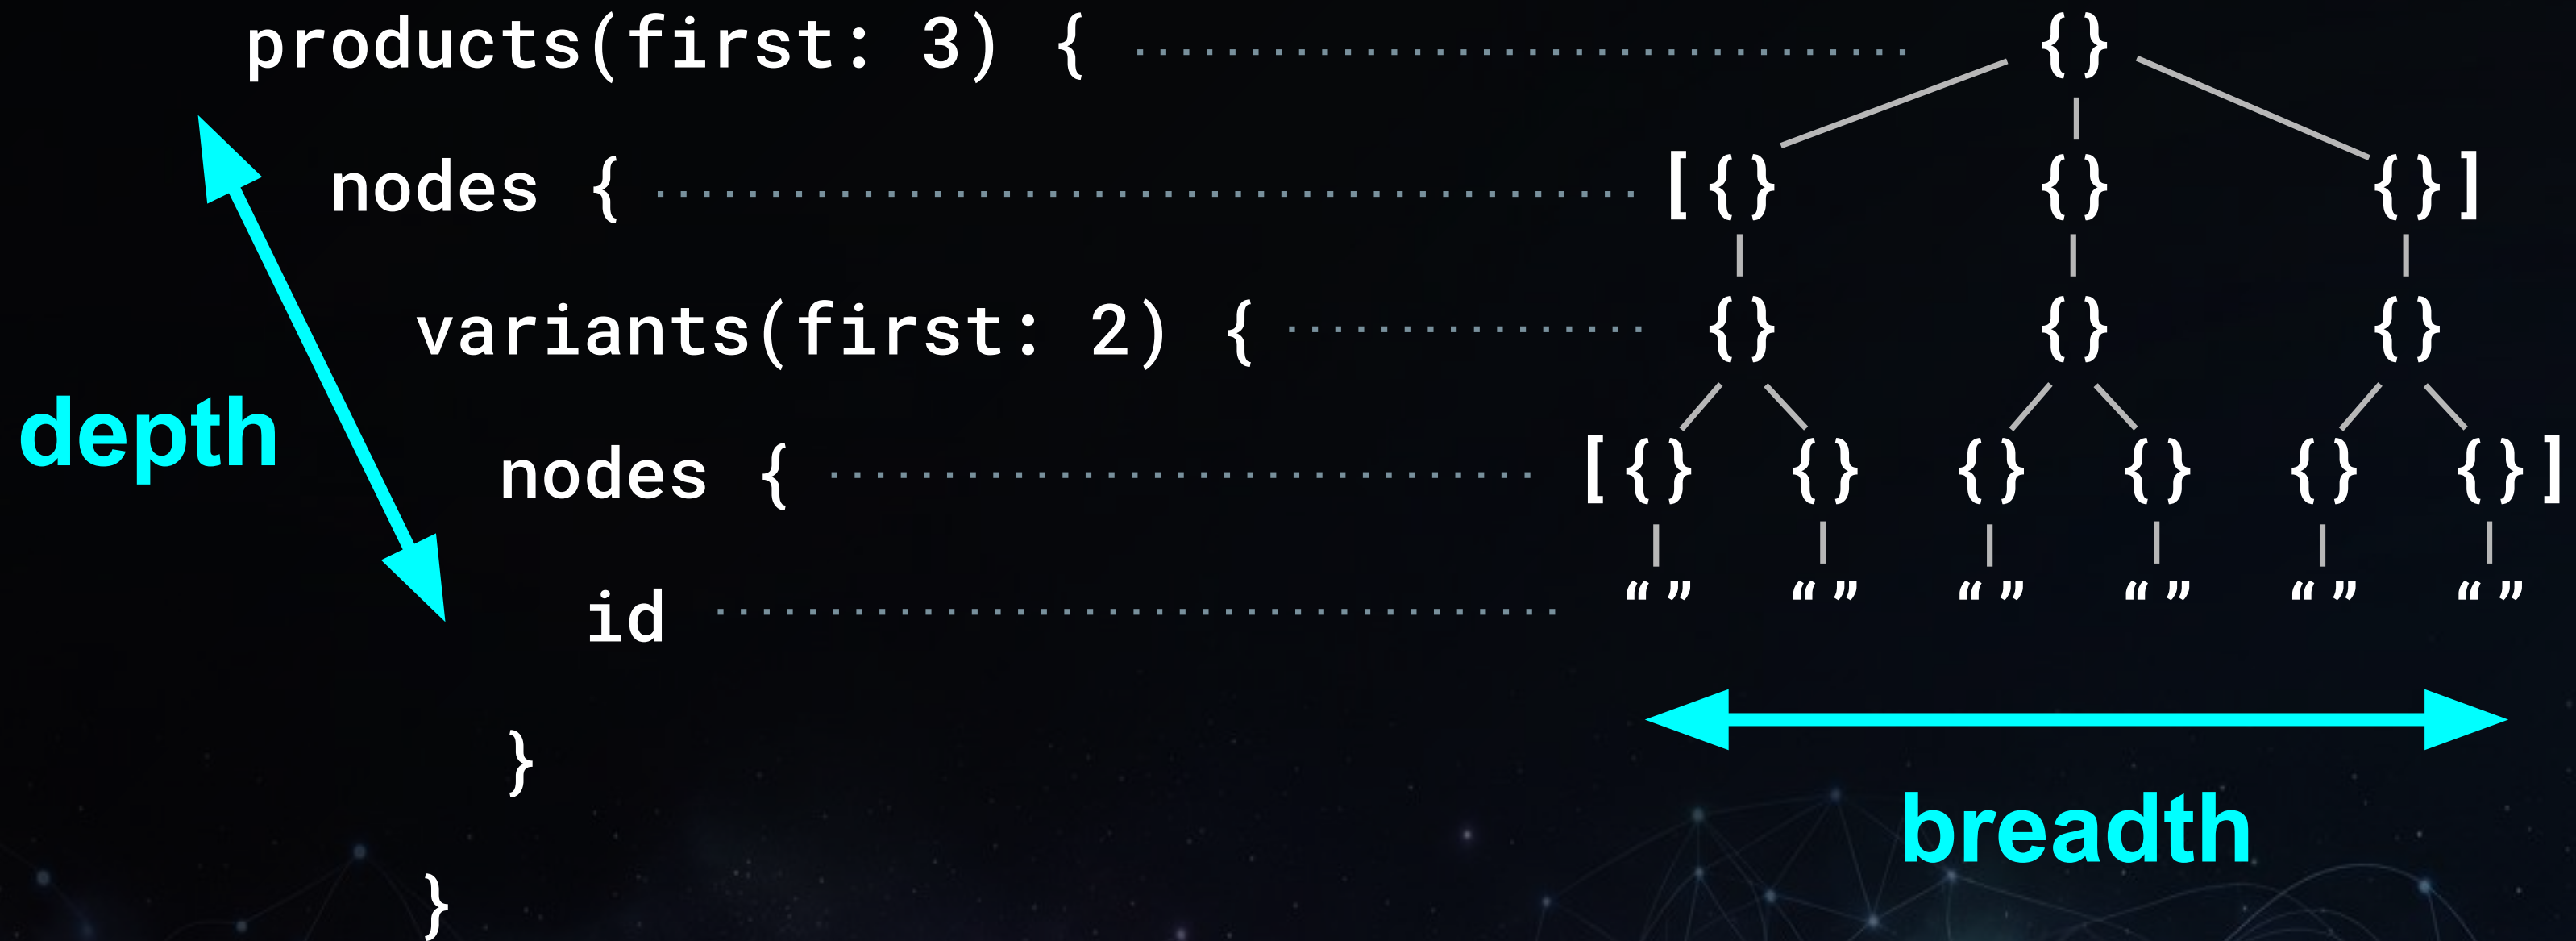 products(first: 3) { {}
nodes { [{} {} {}]
variants(first: 2) { {} {} {}
depth
nodes { [{} {} {} {} {} {}]
id “” “” “” “” “” “”
}
breadth
}